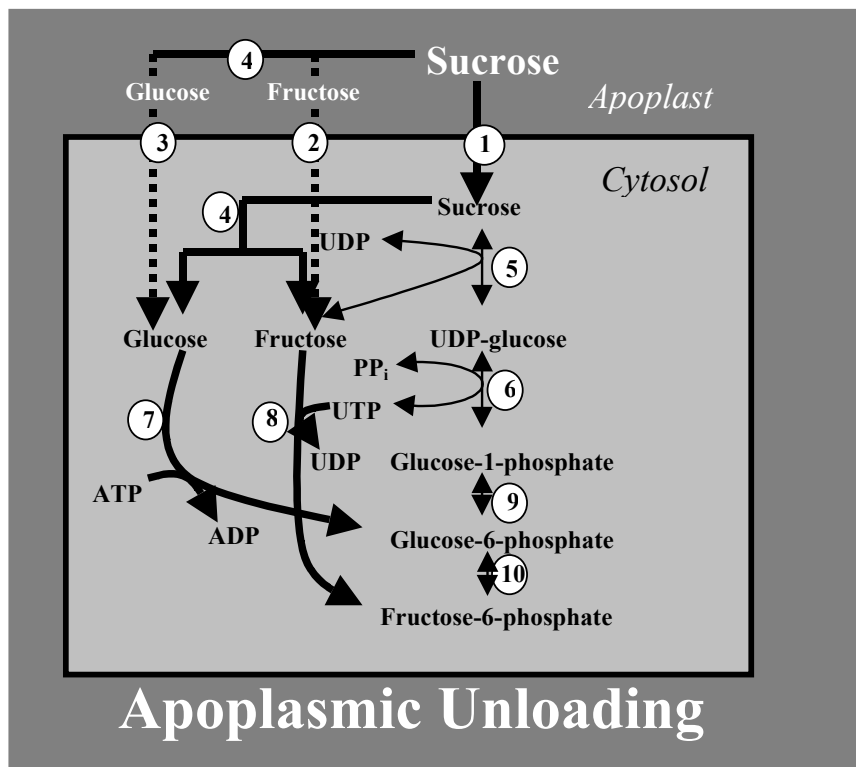 4 Sucrose
Glucose Fructose Apoplast
3 2 1
Cytosol
4 Sucrose
UDP 5
Glucose Fructose UDP-glucose
PPi 6
7 8 UTP
UDP Glucose-1-phosphate
ATP 9
ADP Glucose-6-phosphate
10
Fructose-6-phosphate
Apoplasmic Unloading